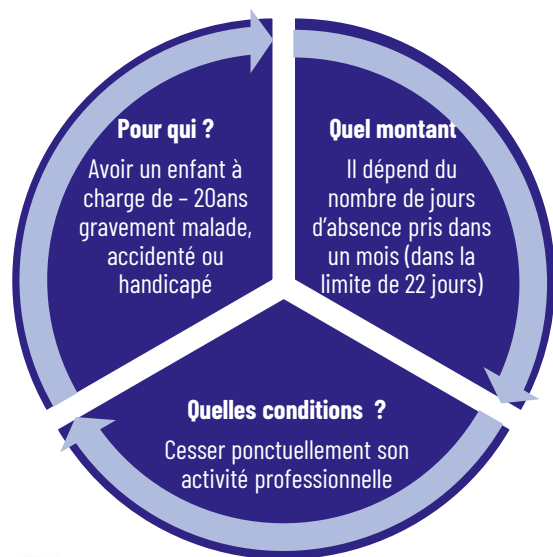 Pour qui ?
Avoir un enfant à
charge de – 20ans
gravement malade,
accidenté ou
handicapé
Quel montant
Il dépend du
nombre de jours
d’absence pris dans
un mois (dans la
limite de 22 jours)
Quelles conditions  ?
Cesser ponctuellement son
activité professionnelle